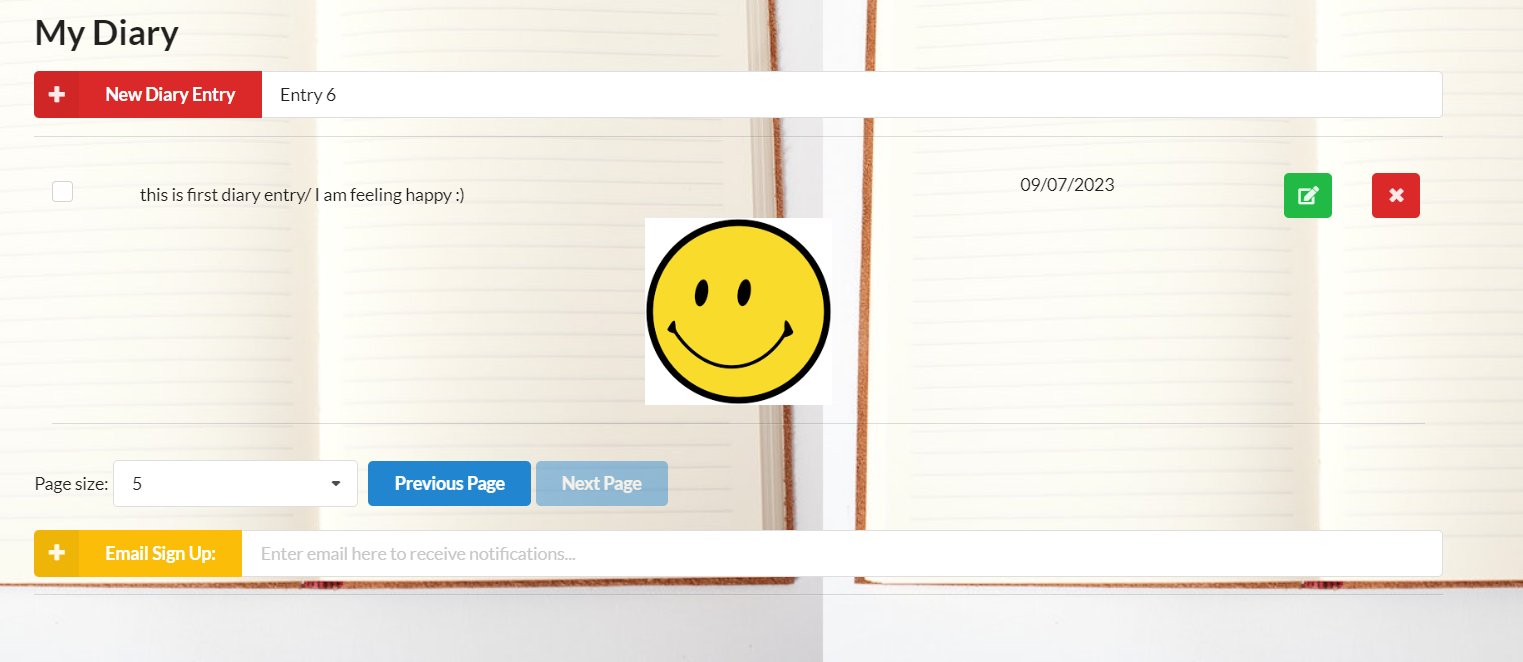 My Diary
New Diary Entry Entry 6
this is first diary entry/ I am feeling happy :) 09/07/2023
Page size: 5 Previous Page Next Page
Email Sign Up: Enter email here to receive notifications...